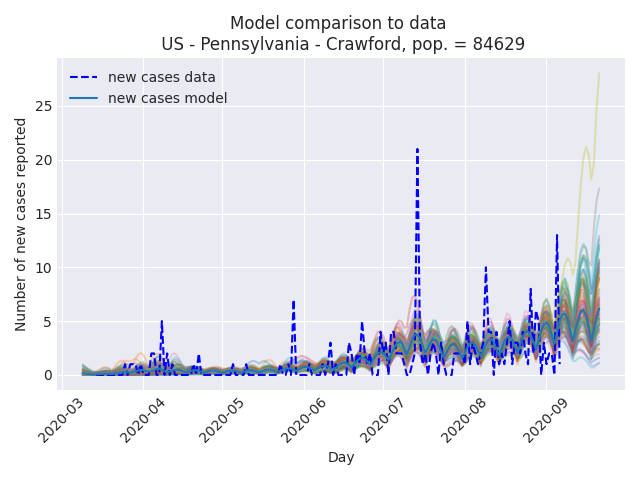 Model comparison to data
US - Pennsylvania - Crawford, pop. = 84629
new cases data
new cases model
Number of new cases reported
25
20
15
10
5
0
2020-03
2020-04
2020-05
2020-06
2020-07
2020-08
2020-09
Day